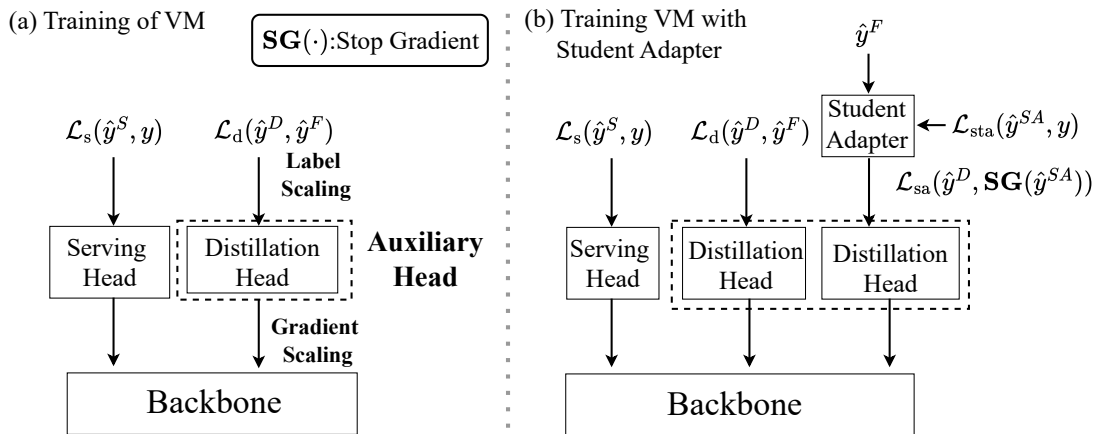 (a) Training of VM
SG(·):Stop Gradient
ℒ_s(ŷ^S, y)
ℒ_d(ŷ^D, ŷ^F)
Label
Scaling
Serving
Head
Distillation
Head
Auxiliary
Head
Gradient
Scaling
Backbone
(b) Training VM with
Student Adapter
ŷ^F
Student
Adapter
ℒ_s(ŷ^S, y)
ℒ_d(ŷ^D, ŷ^F)
ℒ_sta(ŷ^SA, y)
ℒ_sa(ŷ^D, SG(ŷ^SA))
Serving
Head
Distillation
Head
Distillation
Head
Backbone